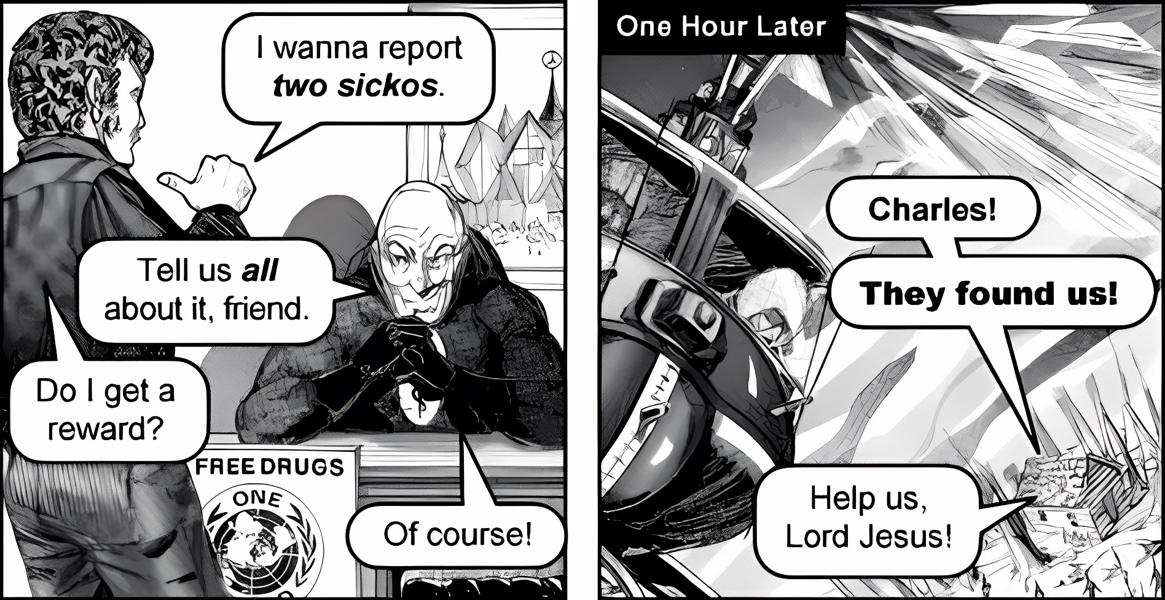 I wanna report
two sickos.
Tell us all
about it, friend.
Do I get a
reward?
Of course!
FREE DRUGS
ONE
One Hour Later
Charles!
They found us!
Help us,
Lord Jesus!